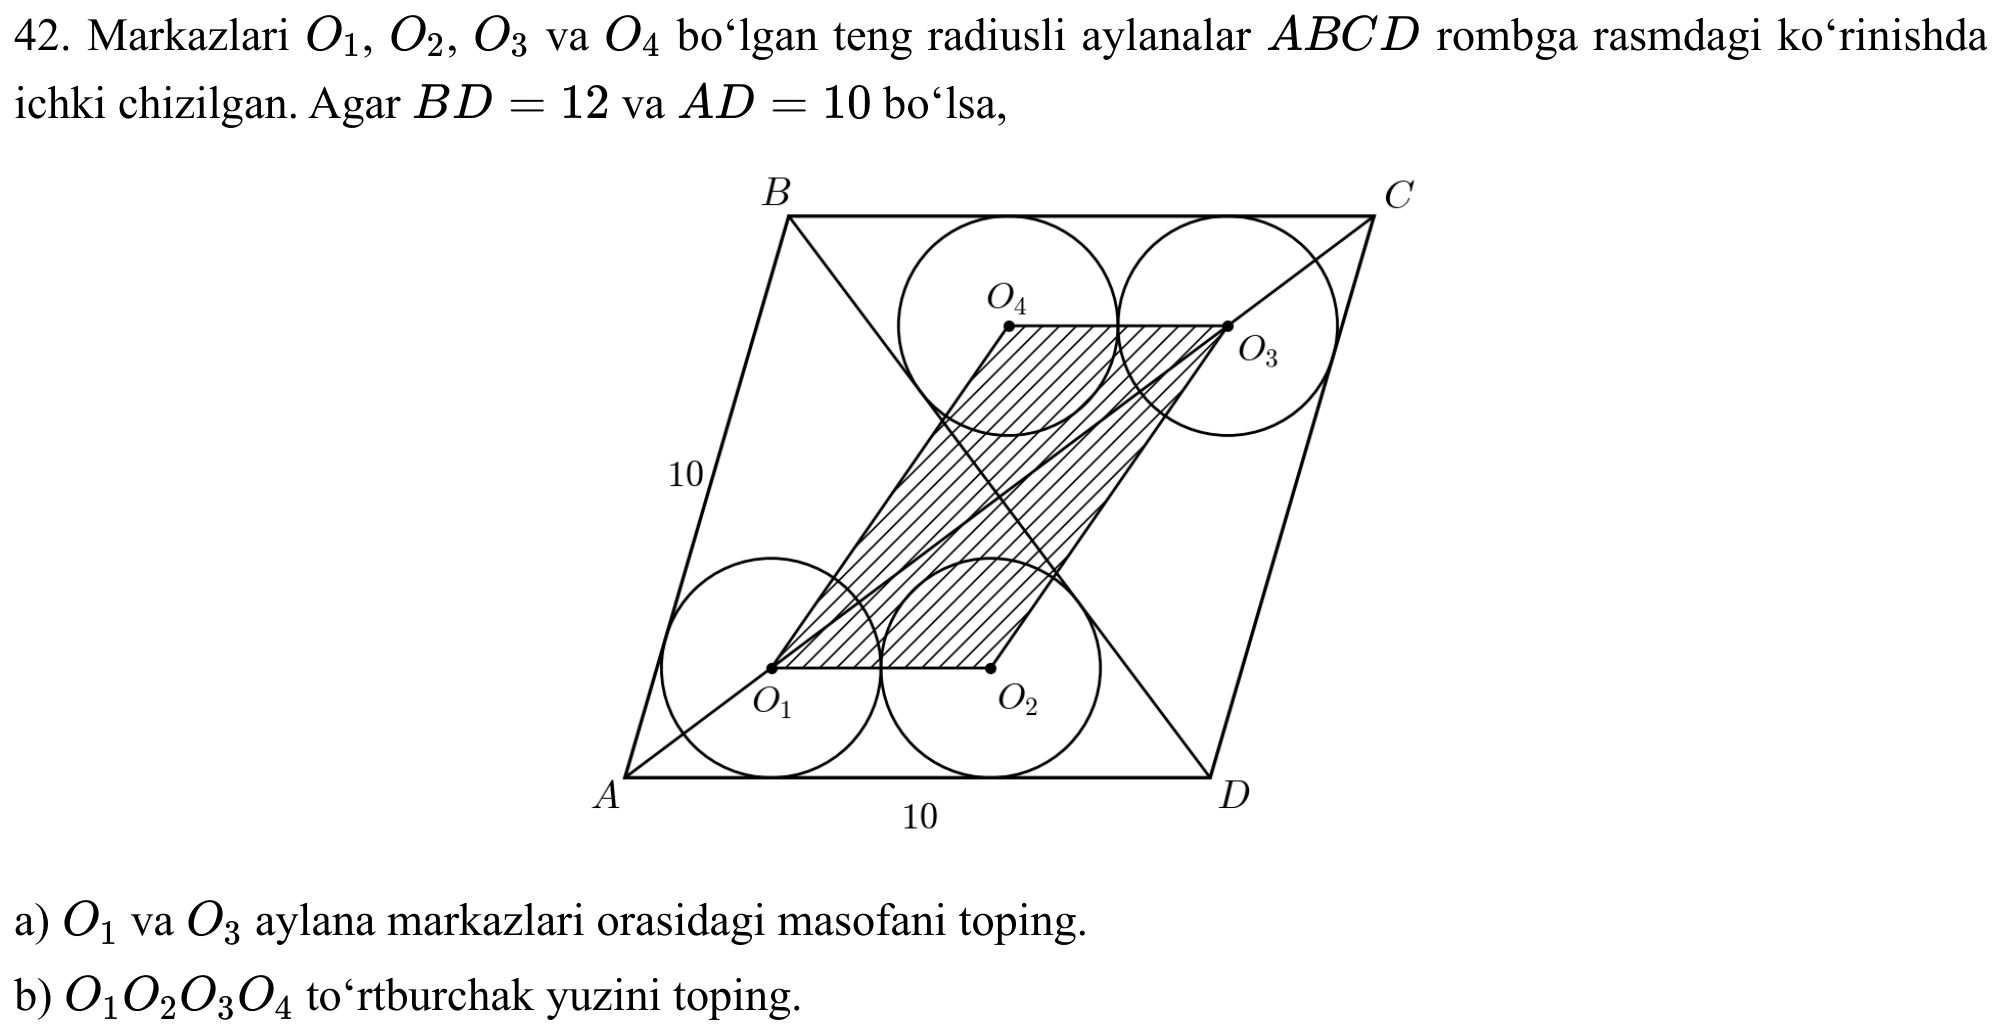 42. Markazlari O₁, O₂, O₃ va O₄ bo‘lgan teng radiusli aylanalar ABCD rombga rasmdagi ko‘rinishda
ichki chizilgan. Agar BD = 12 va AD = 10 bo‘lsa,
B
C
O₄
O₃
10
O₁
O₂
A
D
10
a) O₁ va O₃ aylana markazlari orasidagi masofani toping.
b) O₁O₂O₃O₄ to‘rtburchak yuzini toping.